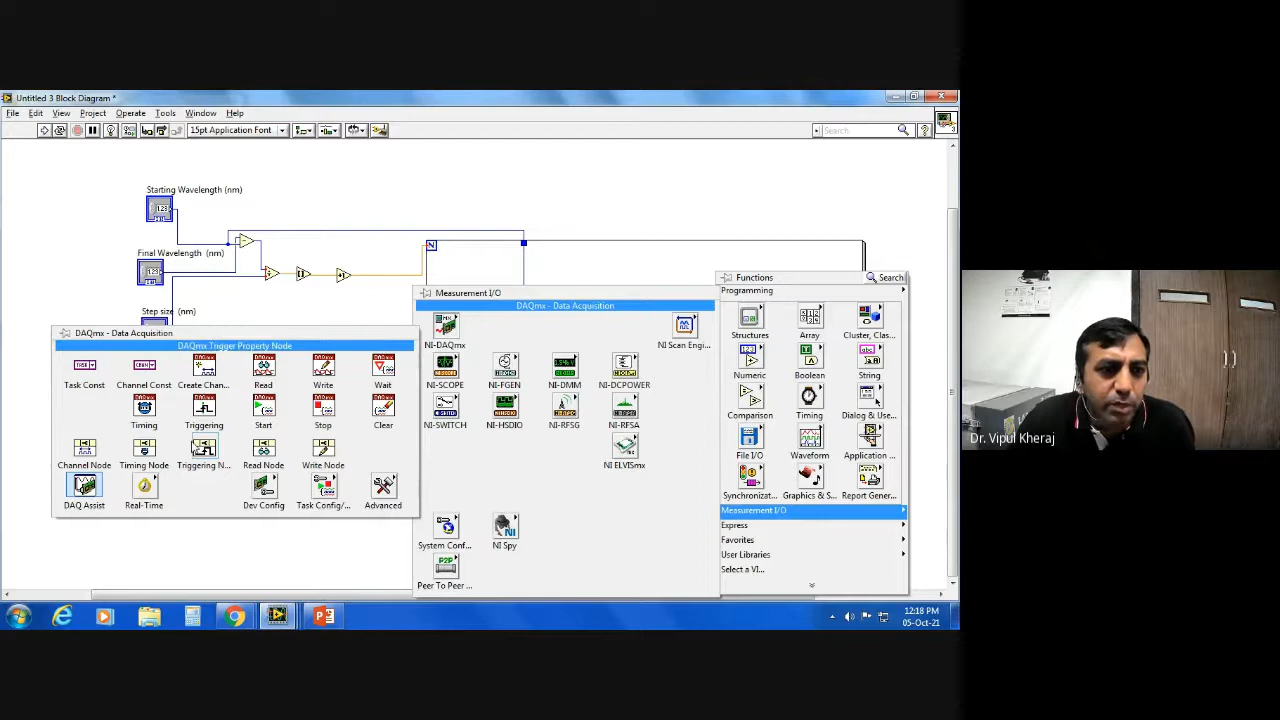 Untitled 3 Block Diagram *
File Edit View Project Operate Tools Window Help
15pt Application Font
Search
3
Starting Wavelength (nm)
1.23
Final Wavelength (nm)
1.23
Step size (nm)
N
Functions
Search
Programming
Structures Array Cluster, Clas...
Numeric Boolean String
Comparison Timing Dialog & Use...
File I/O Waveform Application ...
Synchronizat... Graphics & S... Report Gener...
Measurement I/O
Express
Favorites
User Libraries
Select a VI...
Measurement I/O
DAQmx - Data Acquisition
NI-DAQmx NI Scan Engi...
NI-SCOPE NI-FGEN NI-DMM NI-DCPOWER
NI-SWITCH NI-HSDIO NI-RFSG NI-RFSA
NI ELVISmx
System Conf... NI Spy
Peer To Peer ...
DAQmx - Data Acquisition
DAQmx Trigger Property Node
Task Const Channel Const Create Chan... Read Write Wait
Timing Triggering Start Stop Clear
Channel Node Timing Node Triggering N... Read Node Write Node
DAQ Assist Real-Time Dev Config Task Config/... Advanced
12:18 PM
05-Oct-21
Dr. Vipul Kheraj